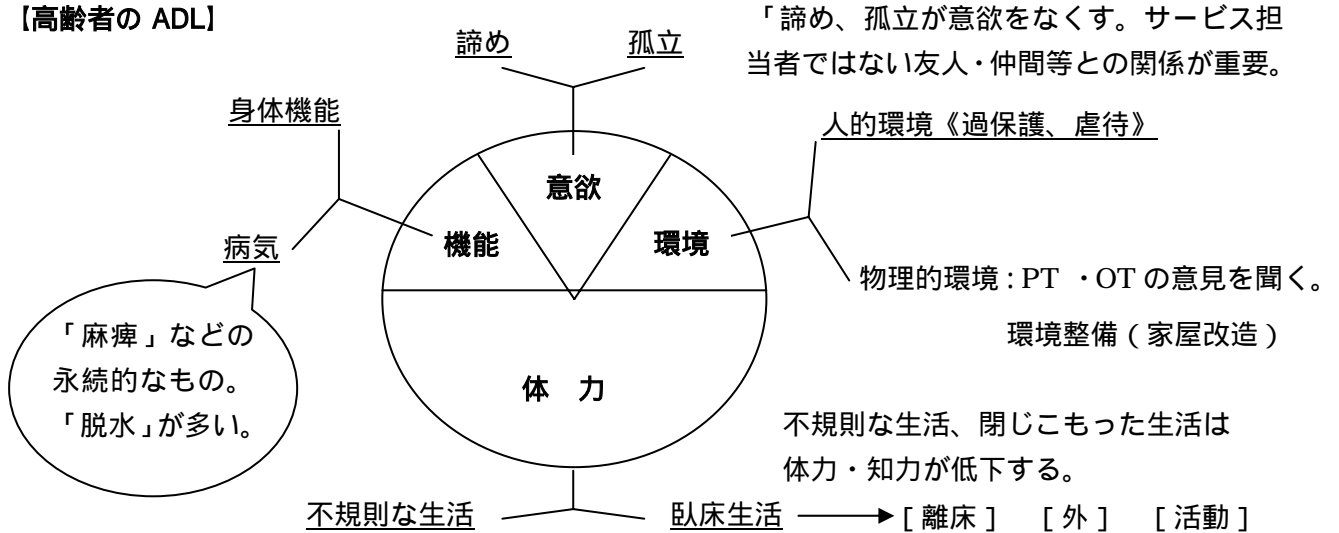 【高齢者の ADL】
「諦め、孤立が意欲をなくす。サービス担
当者ではない友人・仲間等との関係が重要。
諦め
孤立
身体機能
人的環境《過保護、虐待》
意欲
機能
環境
病気
物理的環境：PT ・OT の意見を聞く。
環境整備（家屋改造）
「麻痺」などの
永続的なもの。
「脱水」が多い。
体 力
不規則な生活、閉じこもった生活は
体力・知力が低下する。
不規則な生活
臥床生活
［離床］ ［外］ ［活動］